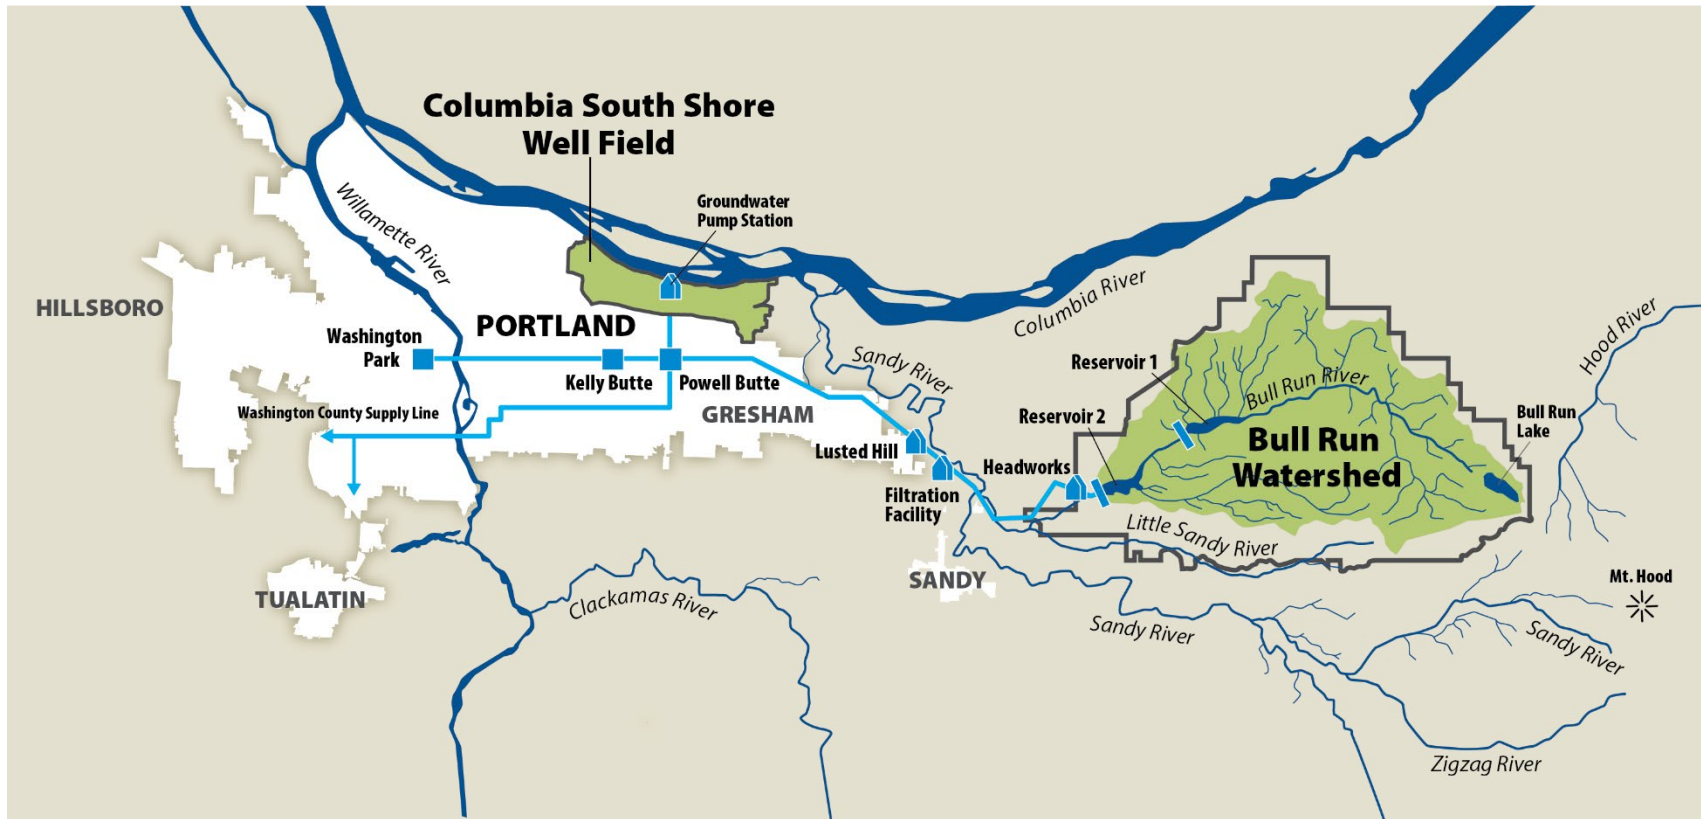 Columbia South Shore
Well Field
Groundwater
Pump Station
Willamette River
HILLSBORO
PORTLAND
Washington
Park
Kelly Butte
Powell Butte
Washington County Supply Line
GRESHAM
Sandy River
Columbia River
Hood River
Reservoir 1
Bull Run River
Reservoir 2
Bull Run
Lake
Bull Run
Watershed
Lusted Hill
Headworks
Filtration
Facility
Little Sandy River
SANDY
TUALATIN
Clackamas River
Mt. Hood
Sandy River
Sandy River
Zigzag River